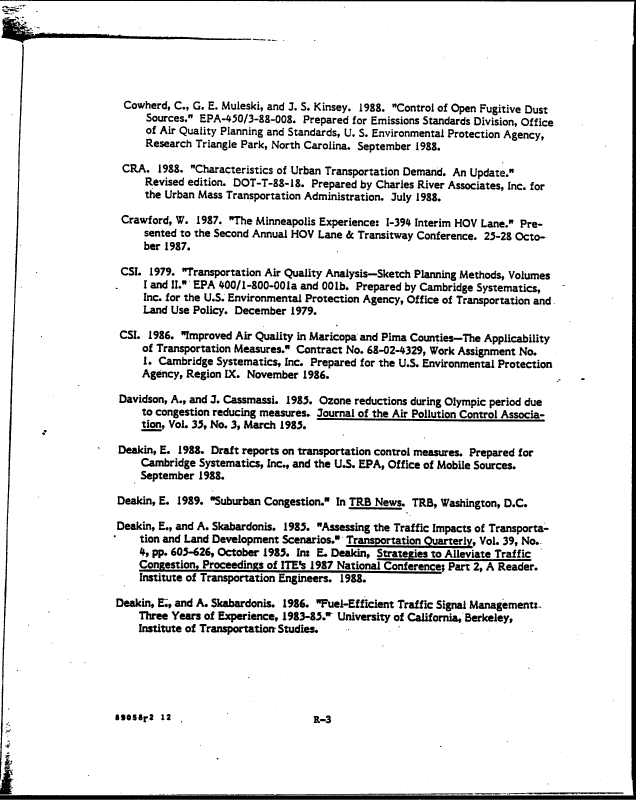 Cowherd, C., G. E. Muleski, and J. S. Kinsey. 1988. "Control of Open Fugitive Dust
Sources." EPA-450/3-88-008. Prepared for Emissions Standards Division, Office
of Air Quality Planning and Standards, U. S. Environmental Protection Agency,
Research Triangle Park, North Carolina. September 1988.
CRA. 1988. "Characteristics of Urban Transportation Demand. An Update."
Revised edition. DOT-T-88-18. Prepared by Charles River Associates, Inc. for
the Urban Mass Transportation Administration. July 1988.
Crawford, W. 1987. "The Minneapolis Experience: I-394 Interim HOV Lane." Pre-
sented to the Second Annual HOV Lane & Transitway Conference. 25-28 Octo-
ber 1987.
CSI. 1979. "Transportation Air Quality Analysis—Sketch Planning Methods, Volumes
I and II." EPA 400/1-800-001a and 001b. Prepared by Cambridge Systematics,
Inc. for the U.S. Environmental Protection Agency, Office of Transportation and
Land Use Policy. December 1979.
CSI. 1986. "Improved Air Quality in Maricopa and Pima Counties—The Applicability
of Transportation Measures." Contract No. 68-02-4329, Work Assignment No.
1. Cambridge Systematics, Inc. Prepared for the U.S. Environmental Protection
Agency, Region IX. November 1986.
Davidson, A., and J. Cassmassi. 1985. Ozone reductions during Olympic period due
to congestion reducing measures. Journal of the Air Pollution Control Associa-
tion, Vol. 35, No. 3, March 1985.
Deakin, E. 1988. Draft reports on transportation control measures. Prepared for
Cambridge Systematics, Inc., and the U.S. EPA, Office of Mobile Sources.
September 1988.
Deakin, E. 1989. "Suburban Congestion." In TRB News. TRB, Washington, D.C.
Deakin, E., and A. Skabardonis. 1985. "Assessing the Traffic Impacts of Transporta-
tion and Land Development Scenarios." Transportation Quarterly, Vol. 39, No.
4, pp. 605-626, October 1985. In: E. Deakin, Strategies to Alleviate Traffic
Congestion, Proceedings of ITE's 1987 National Conference; Part 2, A Reader.
Institute of Transportation Engineers. 1988.
Deakin, E., and A. Skabardonis. 1986. "Fuel-Efficient Traffic Signal Management:
Three Years of Experience, 1983-85." University of California, Berkeley,
Institute of Transportation Studies.
89058r2 12
R-3